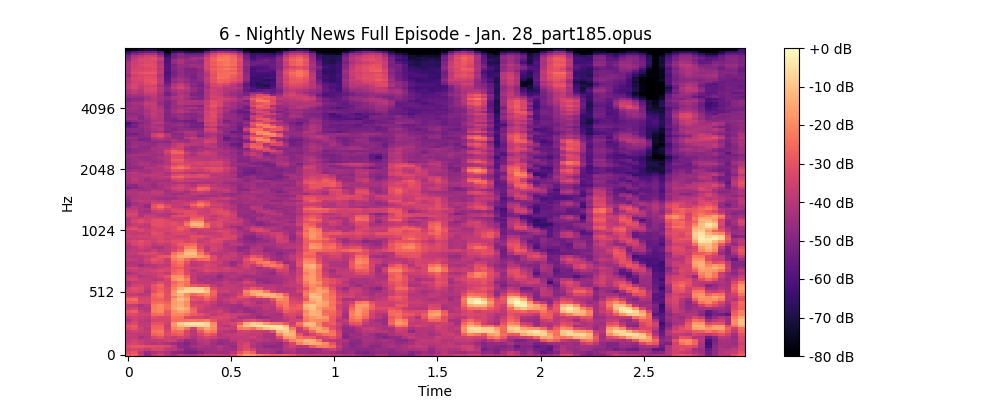 6 - Nightly News Full Episode - Jan. 28_part185.opus
+0 dB
-10 dB
-20 dB
-30 dB
-40 dB
-50 dB
-60 dB
-70 dB
-80 dB
4096
2048
1024
512
0
Hz
0 0.5 1 1.5 2 2.5
Time